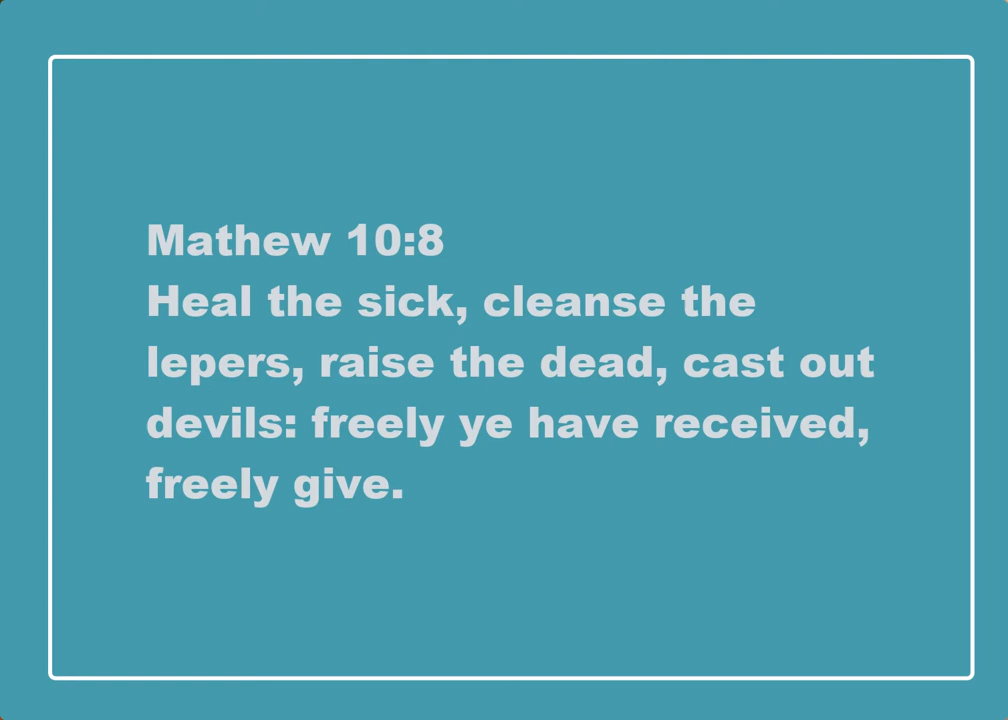 Mathew 10:8
Heal the sick, cleanse the
lepers, raise the dead, cast out
devils: freely ye have received,
freely give.